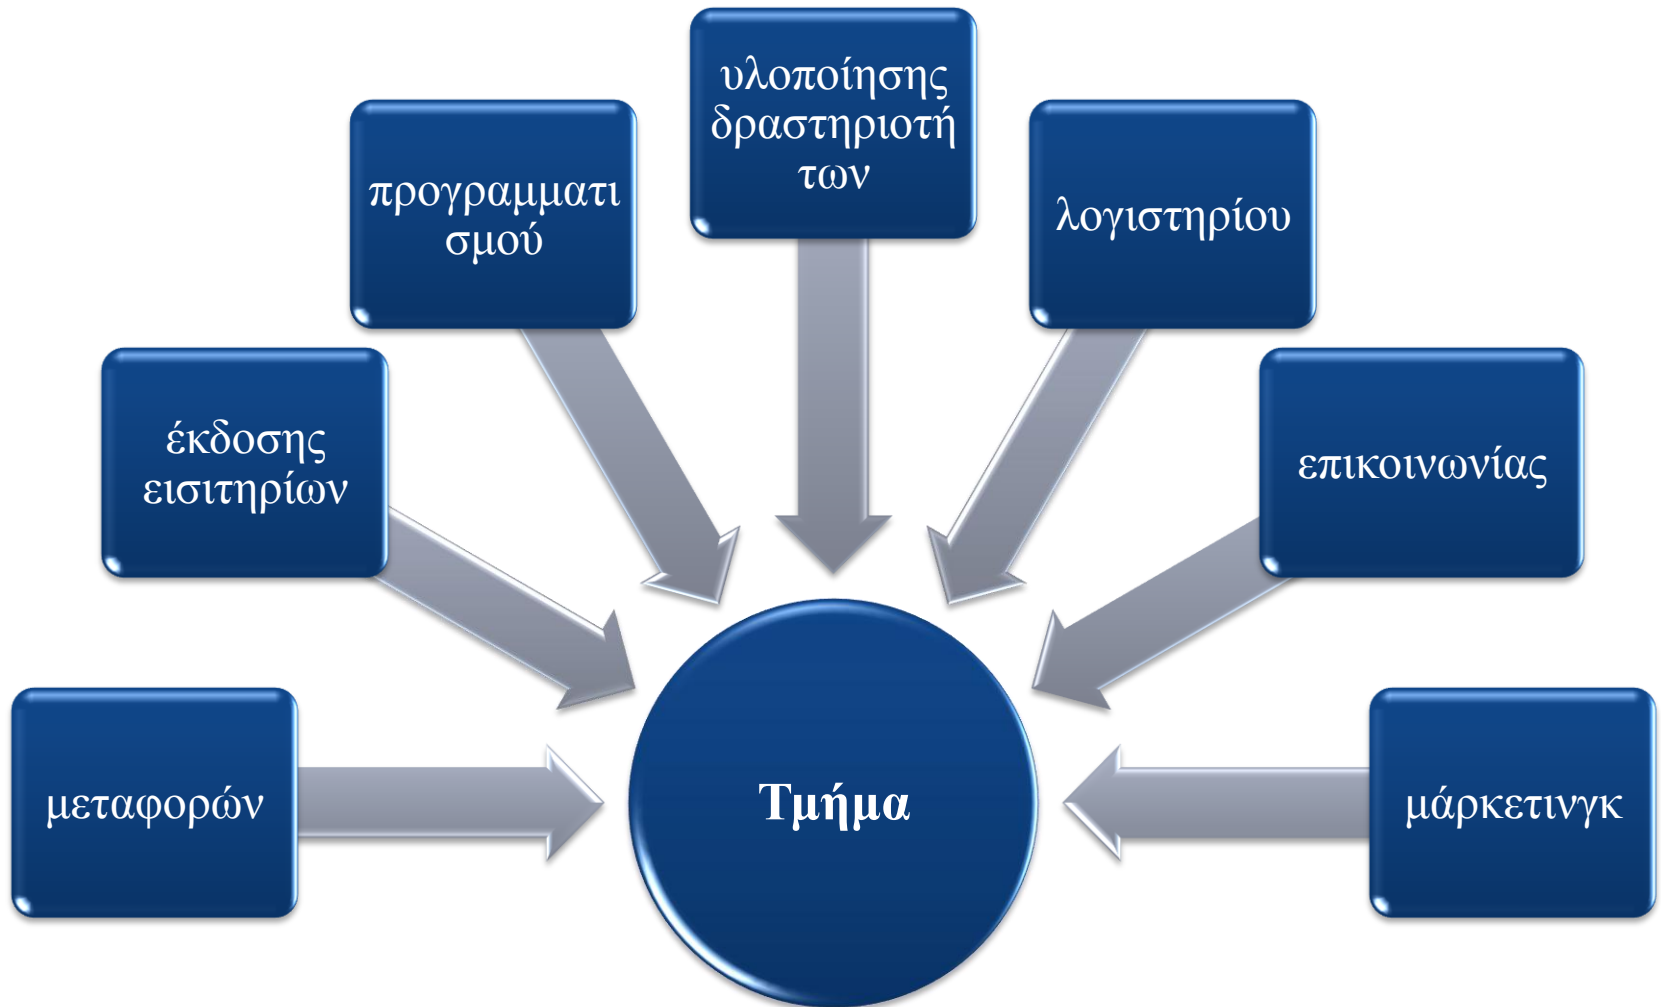 υλοποίησης
δραστηριοτή
των
προγραμματι
σμού
λογιστηρίου
έκδοσης
εισιτηρίων
επικοινωνίας
μεταφορών
Τμήμα
μάρκετινγκ